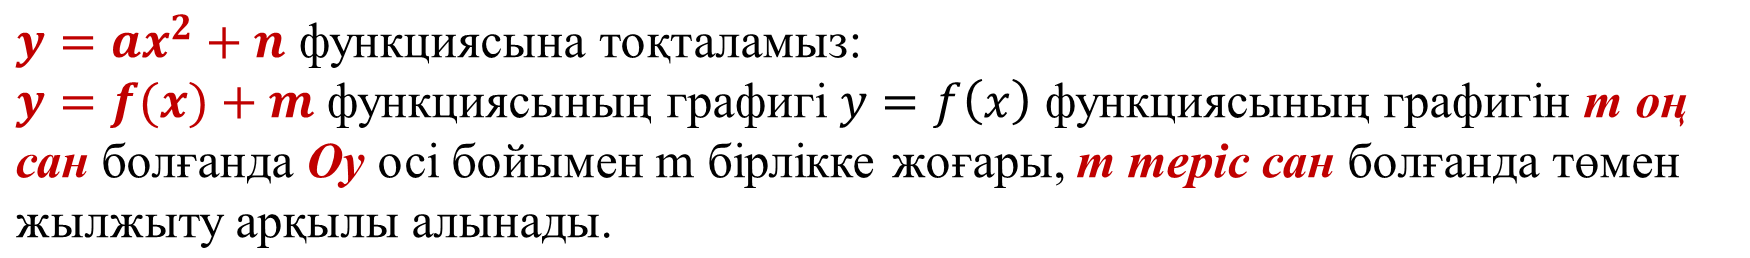 y = ax² + n функциясына тоқталамыз:
y = f(x) + m функциясының графигі y = f(x) функциясының графигін m оң
сан болғанда Oy осі бойымен m бірлікке жоғары, m теріс сан болғанда төмен
жылжыту арқылы алынады.